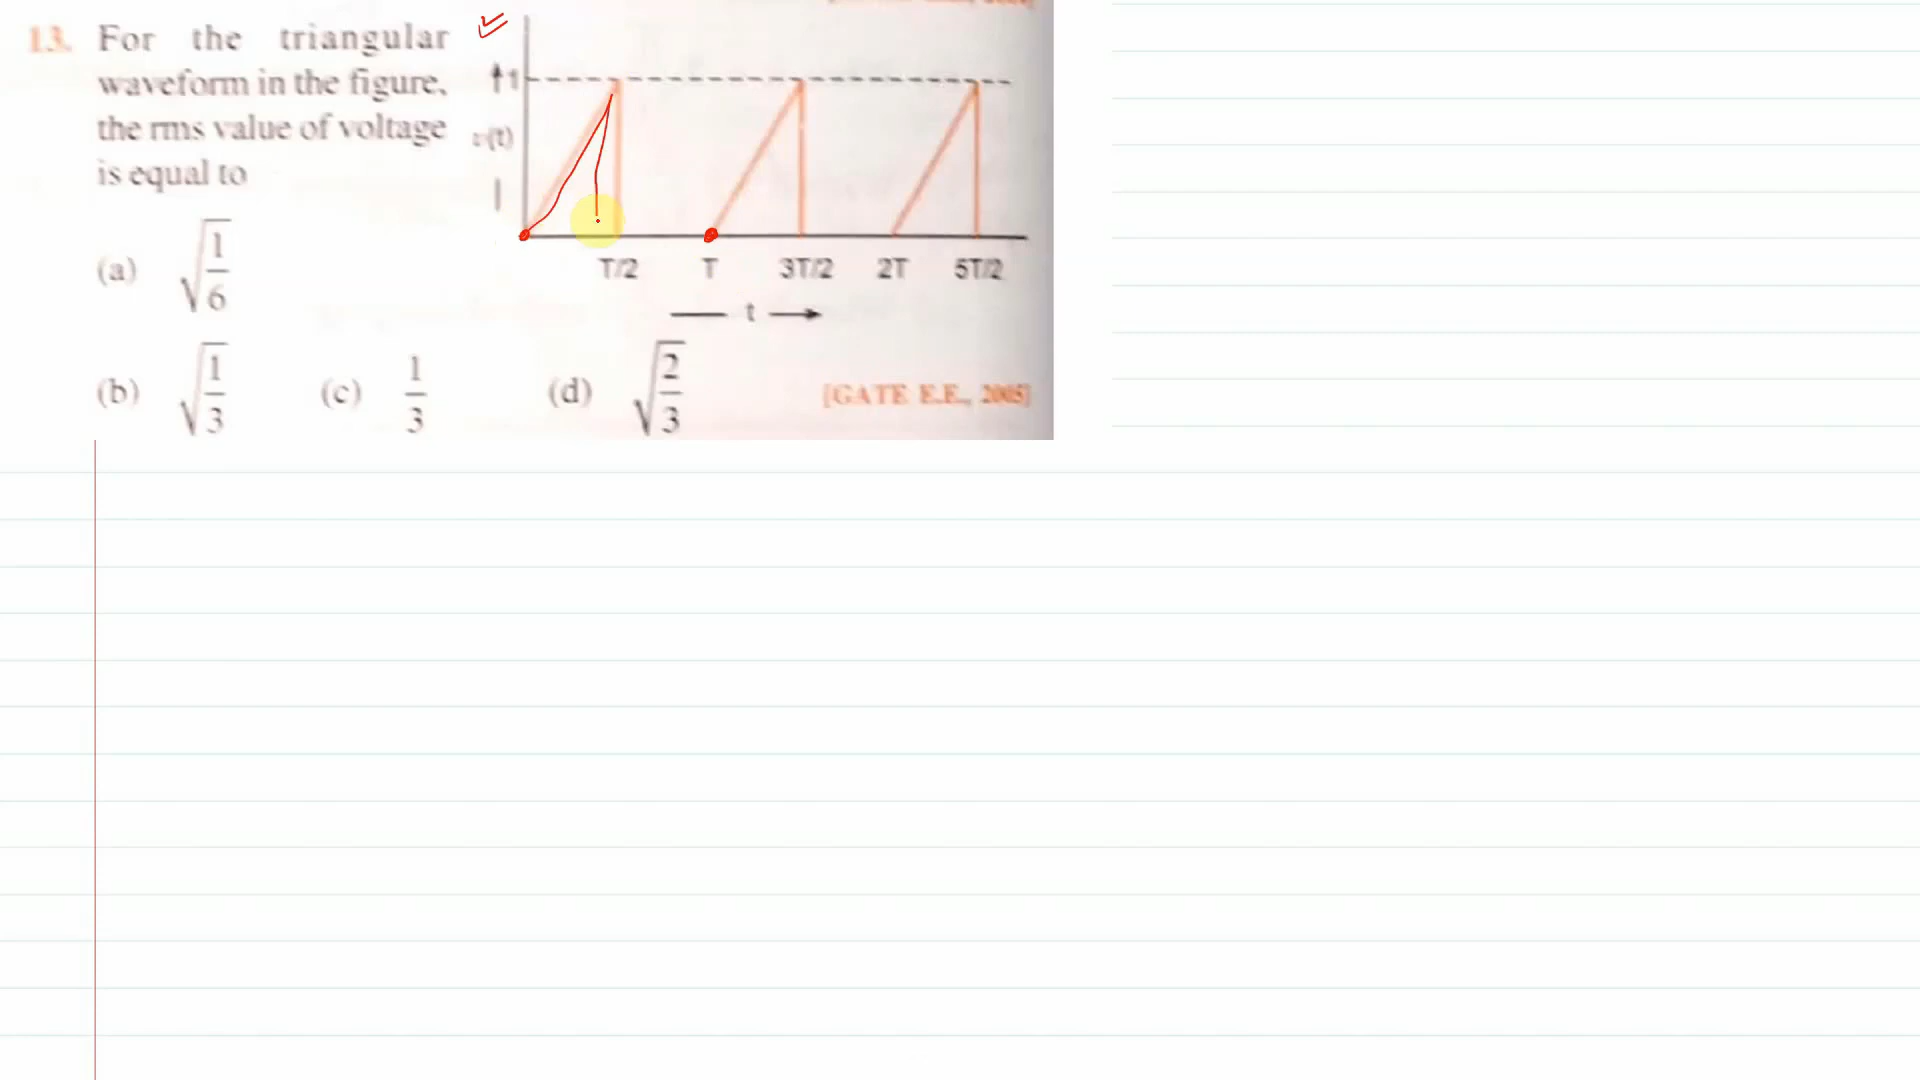 13. For the triangular
waveform in the figure,
the rms value of voltage
is equal to
1
v(t)
T/2 T 3T/2 2T 5T/2
t
(a) √1/6
(b) √1/3 (c) 1/3 (d) √2/3
[GATE E.E., 2005]